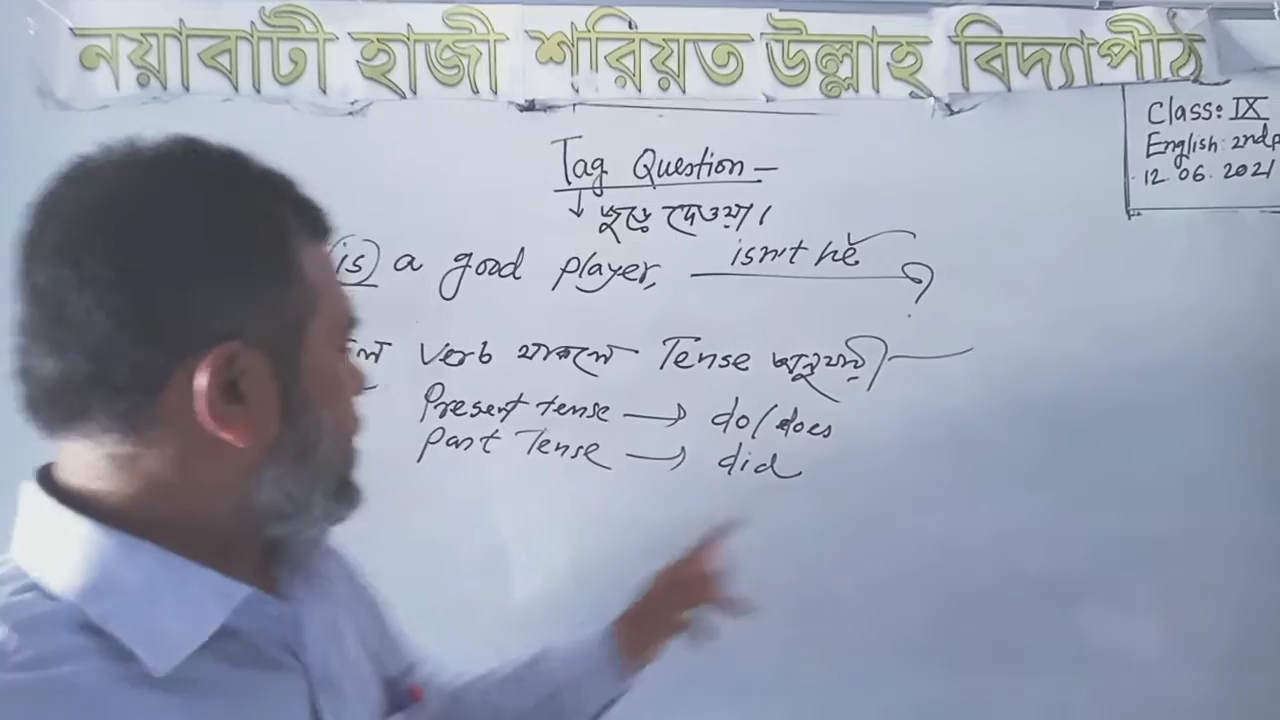 নয়াবাটী হাজী শরিয়ত উল্লাহ বিদ্যাপীঠ
Class: IX
English: 2nd p
12.06.2021
Tag Question —
↓ জুড়ে দেওয়া।
is a good player, isn't he ?
verb থাকলে Tense অনুযায়ী —
Present tense → do/does
Past Tense → did